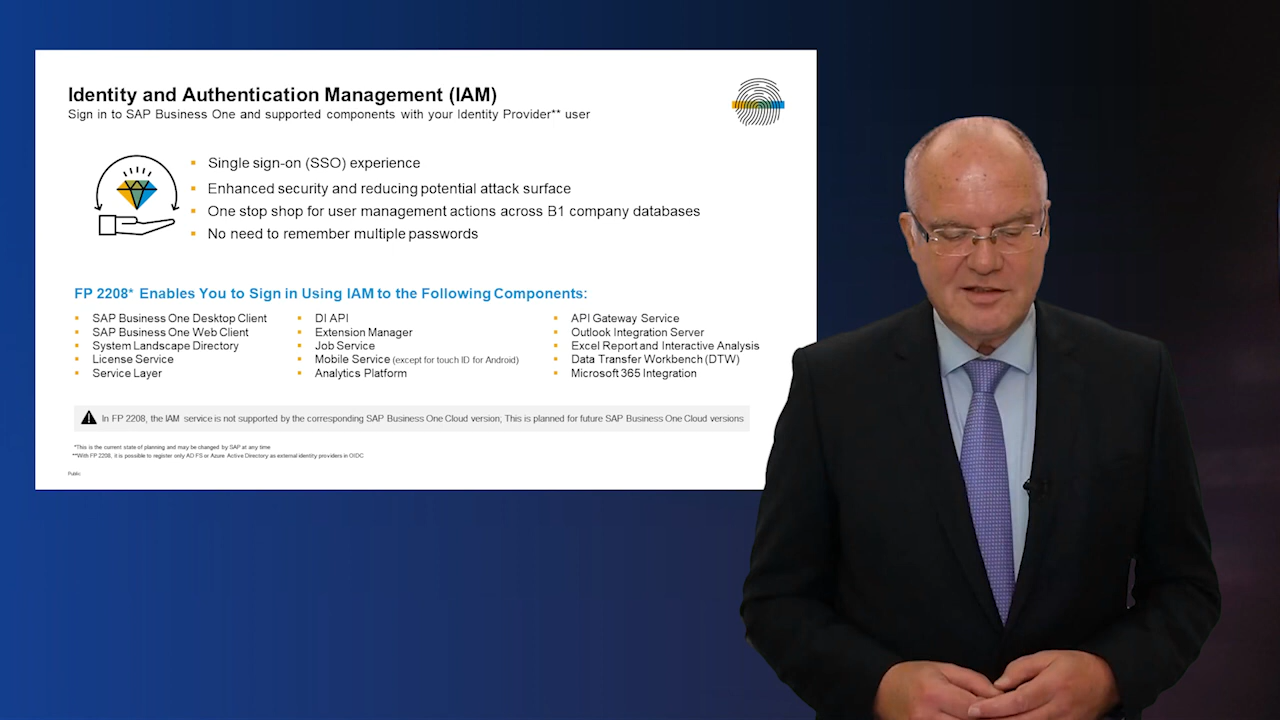 Identity and Authentication Management (IAM)
Sign in to SAP Business One and supported components with your Identity Provider** user
Single sign-on (SSO) experience
Enhanced security and reducing potential attack surface
One stop shop for user management actions across B1 company databases
No need to remember multiple passwords
FP 2208* Enables You to Sign in Using IAM to the Following Components:
SAP Business One Desktop Client
SAP Business One Web Client
System Landscape Directory
License Service
Service Layer
DI API
Extension Manager
Job Service
Mobile Service (except for touch ID for Android)
Analytics Platform
API Gateway Service
Outlook Integration Server
Excel Report and Interactive Analysis
Data Transfer Workbench (DTW)
Microsoft 365 Integration
In FP 2208, the IAM service is not supported by the corresponding SAP Business One Cloud version; This is planned for future SAP Business One Cloud versions
*This is the current state of planning and may be changed by SAP at any time
**With FP 2208, it is possible to register only AD FS or Azure Active Directory as external identity providers in OIDC
Public